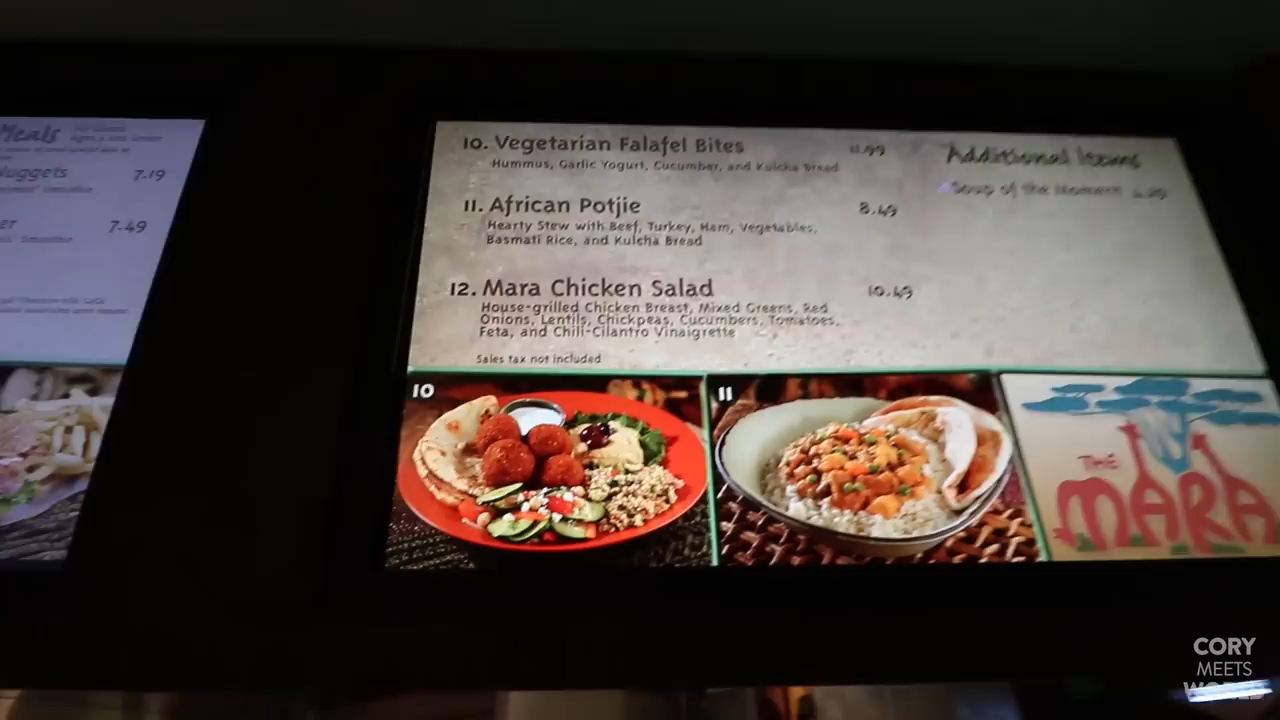 Meals
Nuggets
7.19
7.49
10. Vegetarian Falafel Bites 11.99
Hummus, Garlic Yogurt, Cucumber, and Kulcha Bread
11. African Potjie 8.49
Hearty Stew with Beef, Turkey, Ham, Vegetables,
Basmati Rice, and Kulcha Bread
12. Mara Chicken Salad 10.49
House-grilled Chicken Breast, Mixed Greens, Red
Onions, Lentils, Chickpeas, Cucumbers, Tomatoes,
Feta, and Chili-Cilantro Vinaigrette
Sales tax not included
Additional Items
Soup of the Moment
10
11
THE
MARA
CORY
MEETS
WORLD